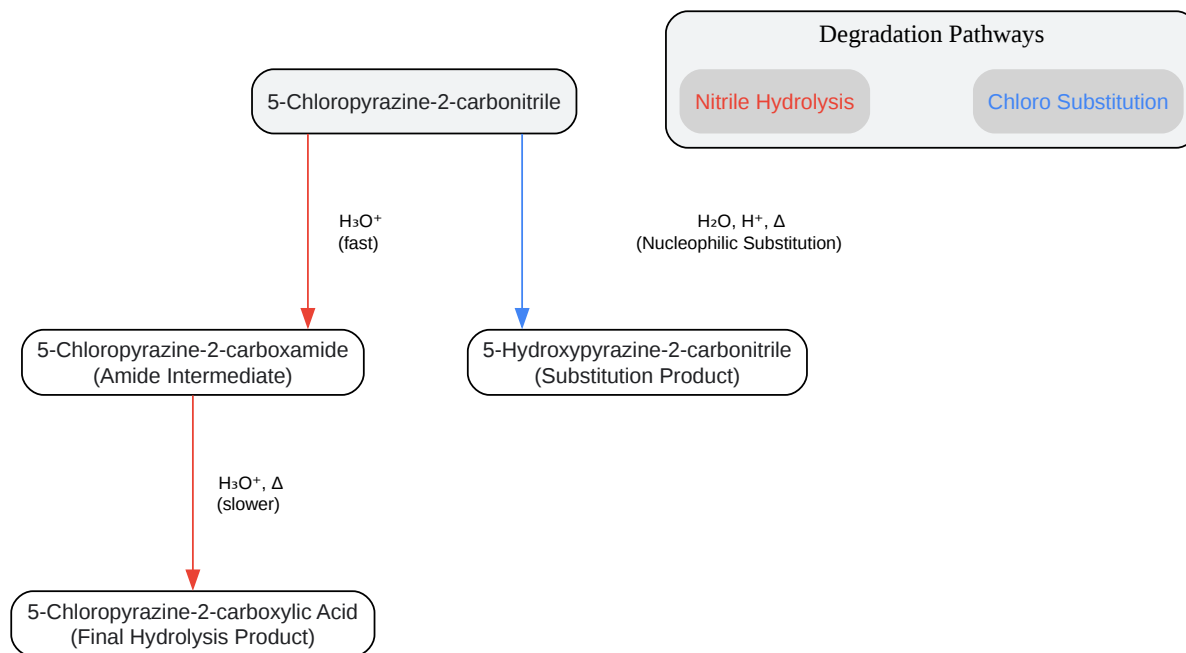 Degradation Pathways
Nitrile Hydrolysis
Chloro Substitution
5-Chloropyrazine-2-carbonitrile
H₃O⁺
(fast)
H₂O, H⁺, Δ
(Nucleophilic Substitution)
5-Chloropyrazine-2-carboxamide
(Amide Intermediate)
5-Hydroxypyrazine-2-carbonitrile
(Substitution Product)
H₃O⁺, Δ
(slower)
5-Chloropyrazine-2-carboxylic Acid
(Final Hydrolysis Product)